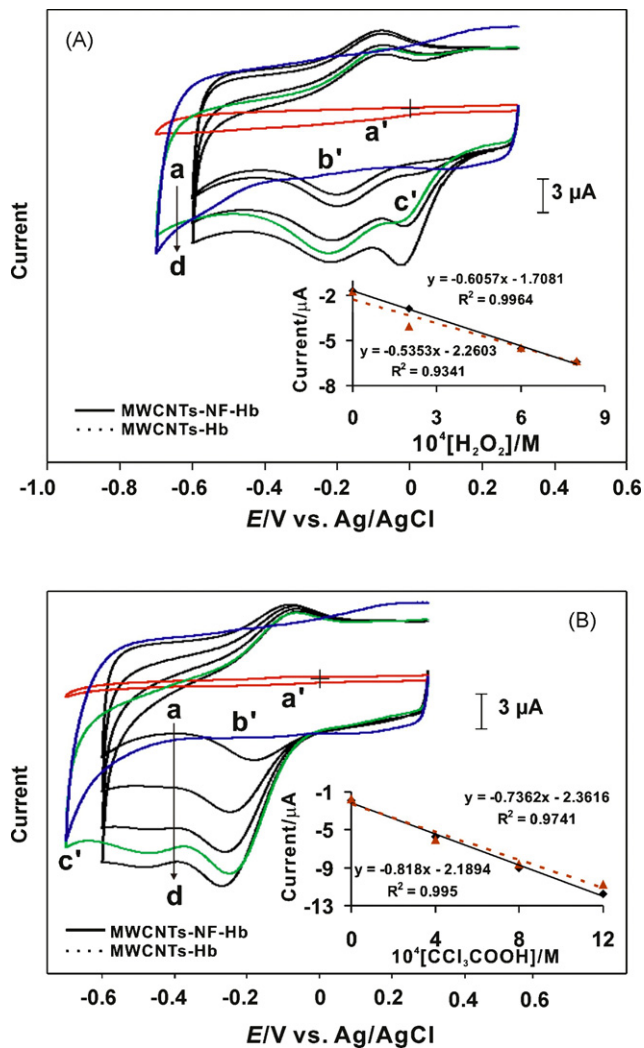 (A)
a'
b'
a
c'
3 µA
d
Current
y = -0.6057x - 1.7081
R² = 0.9964
-2
-5
-8
Current/µA
y = -0.5353x - 2.2603
R² = 0.9341
0
3
6
9
10⁴[H₂O₂]/M
MWCNTs-NF-Hb
MWCNTs-Hb
-1.0
-0.8
-0.6
-0.4
-0.2
0
0.2
0.4
0.6
E/V vs. Ag/AgCl
(B)
a'
a
b'
3 µA
Current
c'
d
-1
-5
-9
-13
Current/µA
y = -0.7362x - 2.3616
R² = 0.9741
y = -0.818x - 2.1894
R² = 0.995
0
4
8
12
10⁴[CCl₃COOH]/M
MWCNTs-NF-Hb
MWCNTs-Hb
-0.6
-0.4
-0.2
0
0.2
0.4
0.6
E/V vs. Ag/AgCl